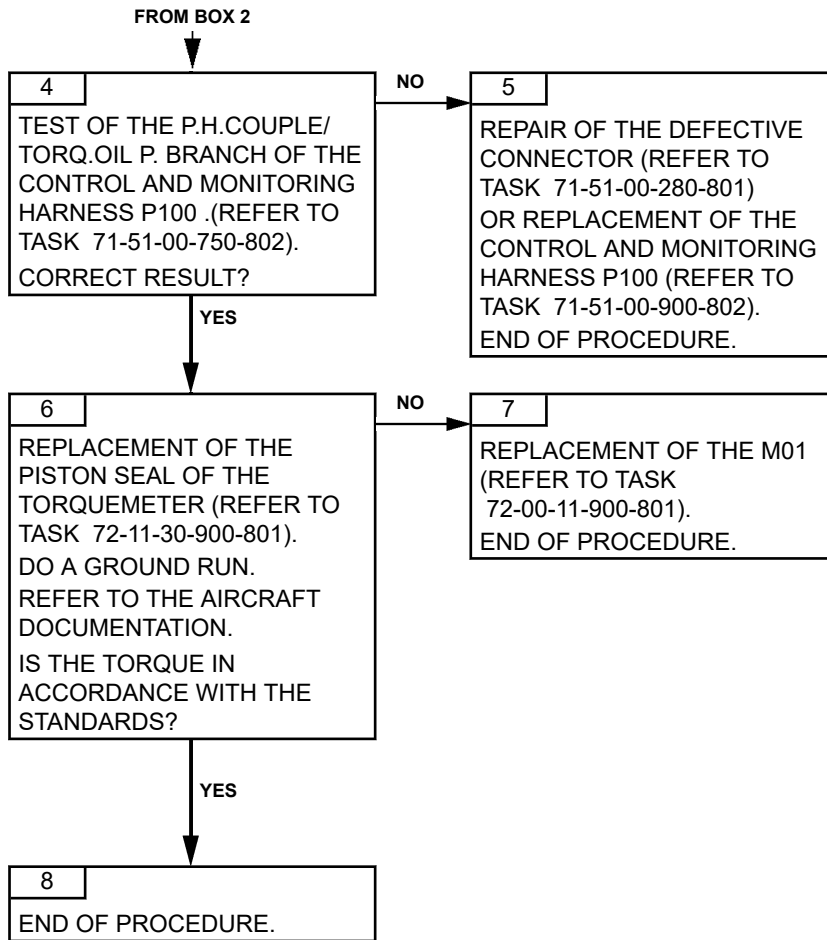 FROM BOX 2
4
TEST OF THE P.H.COUPLE/
TORQ.OIL P. BRANCH OF THE
CONTROL AND MONITORING
HARNESS P100 .(REFER TO
TASK 71-51-00-750-802).
CORRECT RESULT?
NO
5
REPAIR OF THE DEFECTIVE
CONNECTOR (REFER TO
TASK 71-51-00-280-801)
OR REPLACEMENT OF THE
CONTROL AND MONITORING
HARNESS P100 (REFER TO
TASK 71-51-00-900-802).
END OF PROCEDURE.
YES
6
REPLACEMENT OF THE
PISTON SEAL OF THE
TORQUEMETER (REFER TO
TASK 72-11-30-900-801).
DO A GROUND RUN.
REFER TO THE AIRCRAFT
DOCUMENTATION.
IS THE TORQUE IN
ACCORDANCE WITH THE
STANDARDS?
NO
7
REPLACEMENT OF THE M01
(REFER TO TASK
72-00-11-900-801).
END OF PROCEDURE.
YES
8
END OF PROCEDURE.